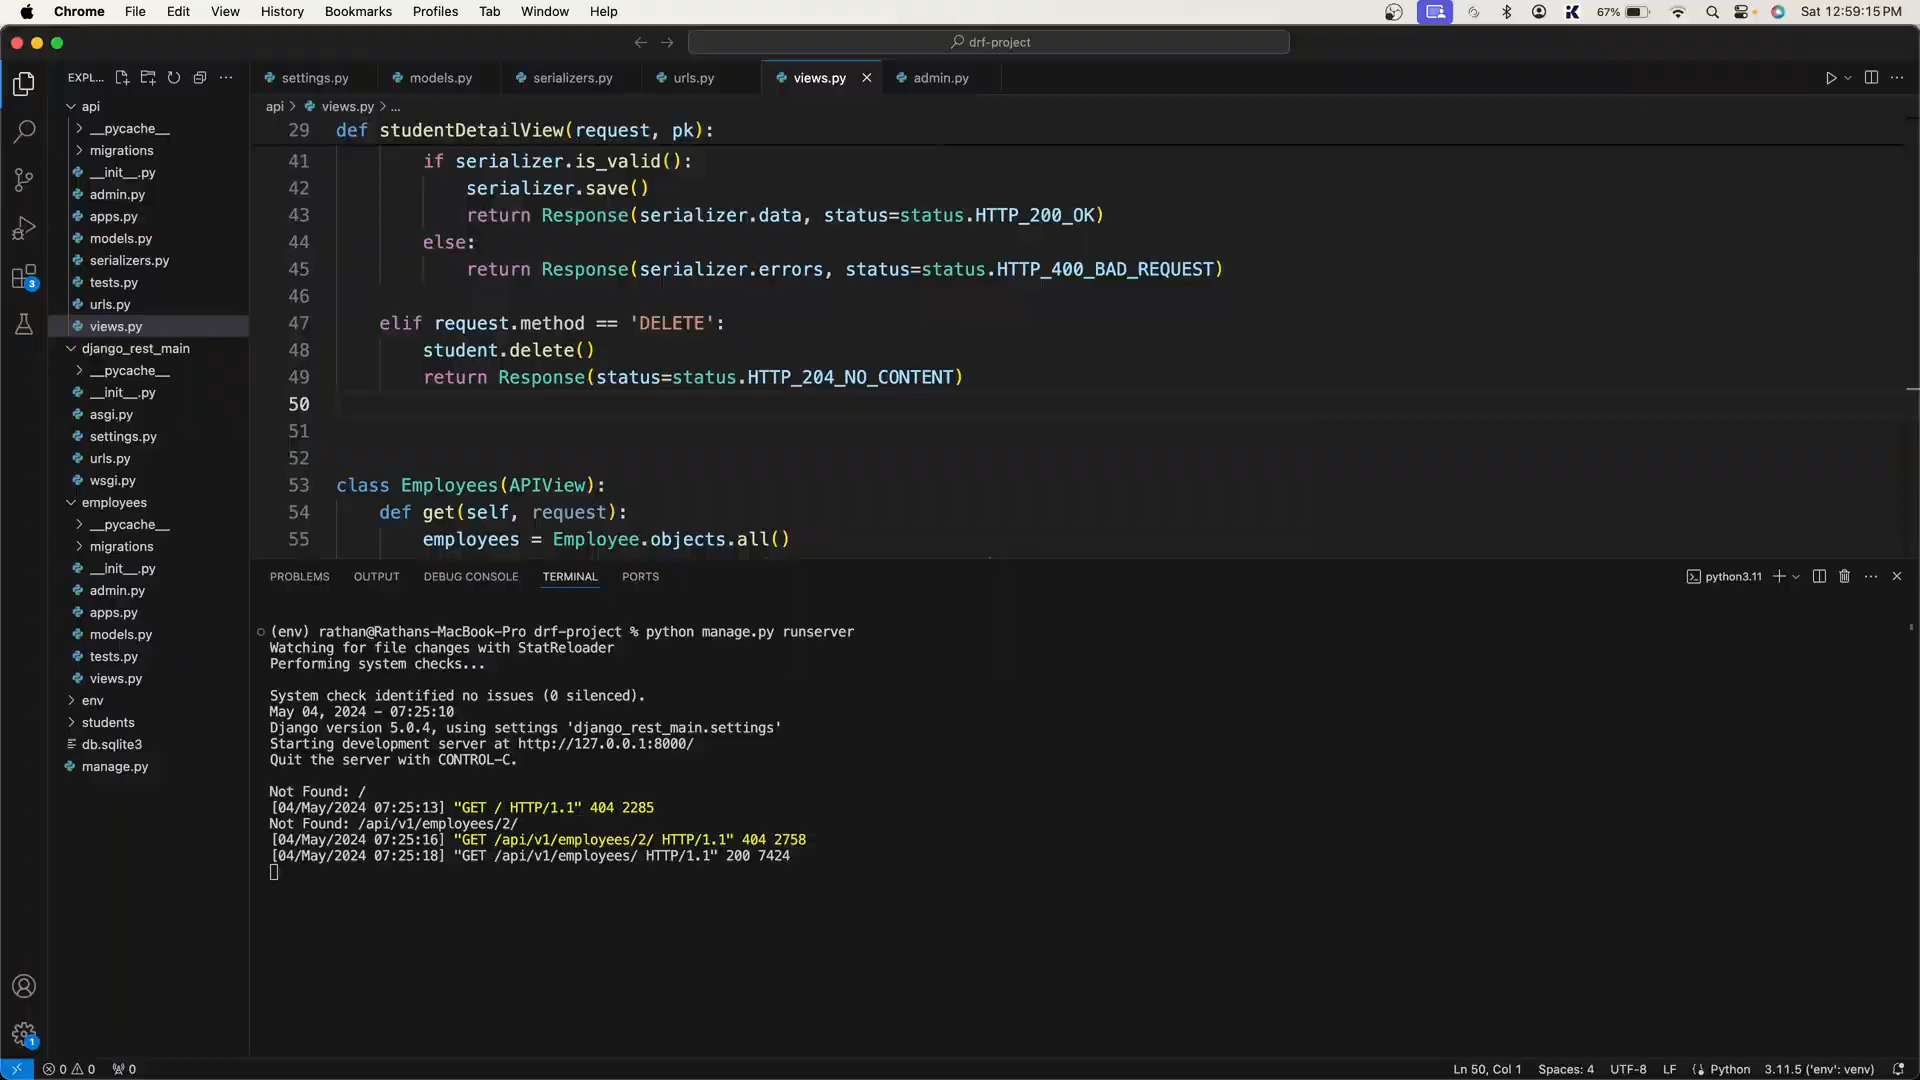 Chrome File Edit View History Bookmarks Profiles Tab Window Help 67% Sat 12:59:15 PM
drf-project
EXPL... settings.py models.py serializers.py urls.py views.py admin.py
api > views.py > ...
api
__pycache__
migrations
__init__.py
admin.py
apps.py
models.py
serializers.py
tests.py
urls.py
views.py
django_rest_main
__pycache__
__init__.py
asgi.py
settings.py
urls.py
wsgi.py
employees
__pycache__
migrations
__init__.py
admin.py
apps.py
models.py
tests.py
views.py
env
students
db.sqlite3
manage.py
3
1
29 def studentDetailView(request, pk):
41 if serializer.is_valid():
42 serializer.save()
43 return Response(serializer.data, status=status.HTTP_200_OK)
44 else:
45 return Response(serializer.errors, status=status.HTTP_400_BAD_REQUEST)
46
47 elif request.method == 'DELETE':
48 student.delete()
49 return Response(status=status.HTTP_204_NO_CONTENT)
50
51
52
53 class Employees(APIView):
54 def get(self, request):
55 employees = Employee.objects.all()
PROBLEMS OUTPUT DEBUG CONSOLE TERMINAL PORTS python3.11
(env) rathan@Rathans-MacBook-Pro drf-project % python manage.py runserver
Watching for file changes with StatReloader
Performing system checks...
System check identified no issues (0 silenced).
May 04, 2024 - 07:25:10
Django version 5.0.4, using settings 'django_rest_main.settings'
Starting development server at http://127.0.0.1:8000/
Quit the server with CONTROL-C.
Not Found: /
[04/May/2024 07:25:13] "GET / HTTP/1.1" 404 2285
Not Found: /api/v1/employees/2/
[04/May/2024 07:25:16] "GET /api/v1/employees/2/ HTTP/1.1" 404 2758
[04/May/2024 07:25:18] "GET /api/v1/employees/ HTTP/1.1" 200 7424
0 0 0 Ln 50, Col 1 Spaces: 4 UTF-8 LF Python 3.11.5 ('env': venv)